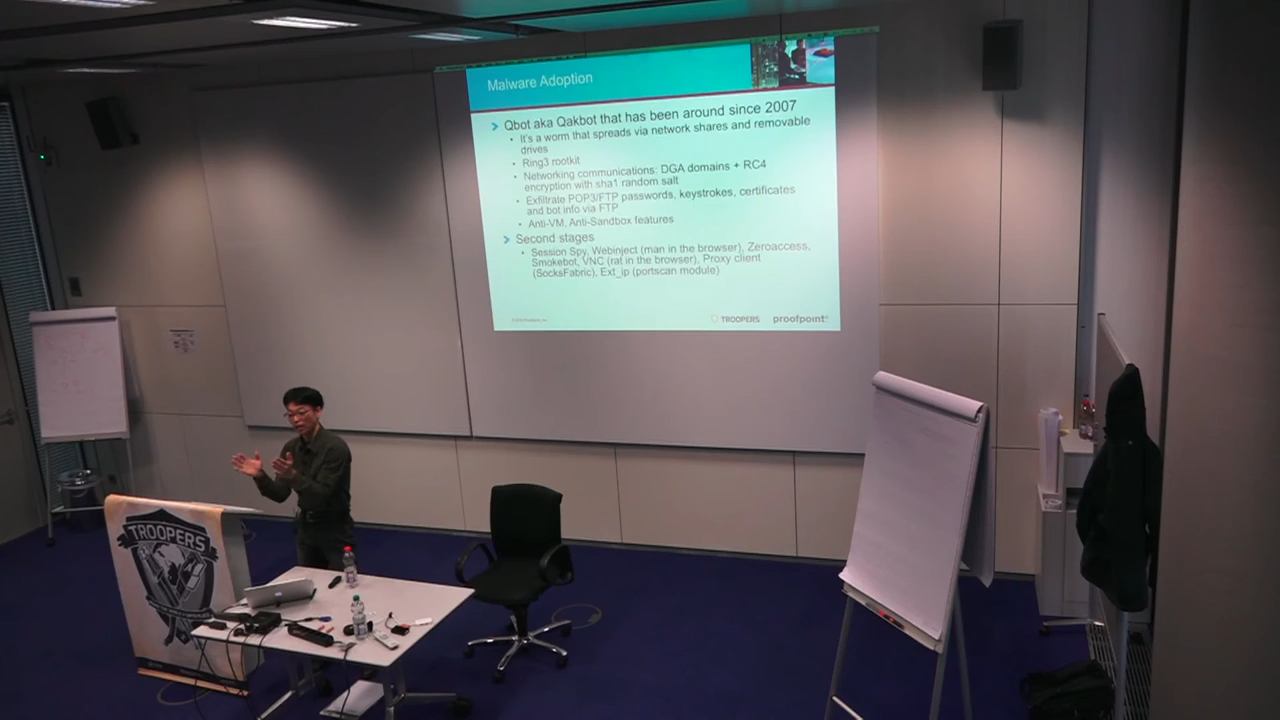 Malware Adoption
Qbot aka Qakbot that has been around since 2007
It's a worm that spreads via network shares and removable
drives
Ring3 rootkit
Networking communications: DGA domains + RC4
encryption with sha1 random salt
Exfiltrate POP3/FTP passwords, keystrokes, certificates
and bot info via FTP
Anti-VM, Anti-Sandbox features
Second stages
Session Spy, Webinject (man in the browser), Zeroaccess,
Smokebot, VNC (rat in the browser), Proxy client
(SocksFabric), Ext_ip (portscan module)
TROOPERS
proofpoint
TROOPERS